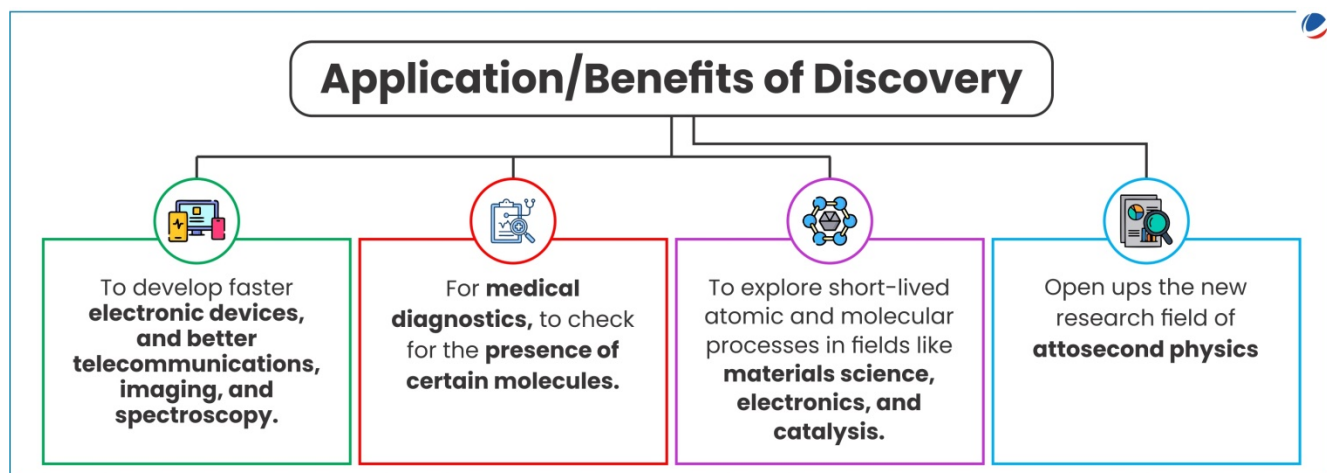 Application/Benefits of Discovery
To develop faster
electronic devices,
and better
telecommunications,
imaging, and
spectroscopy.
For medical
diagnostics, to check
for the presence of
certain molecules.
To explore short-lived
atomic and molecular
processes in fields like
materials science,
electronics, and
catalysis.
Open ups the new
research field of
attosecond physics